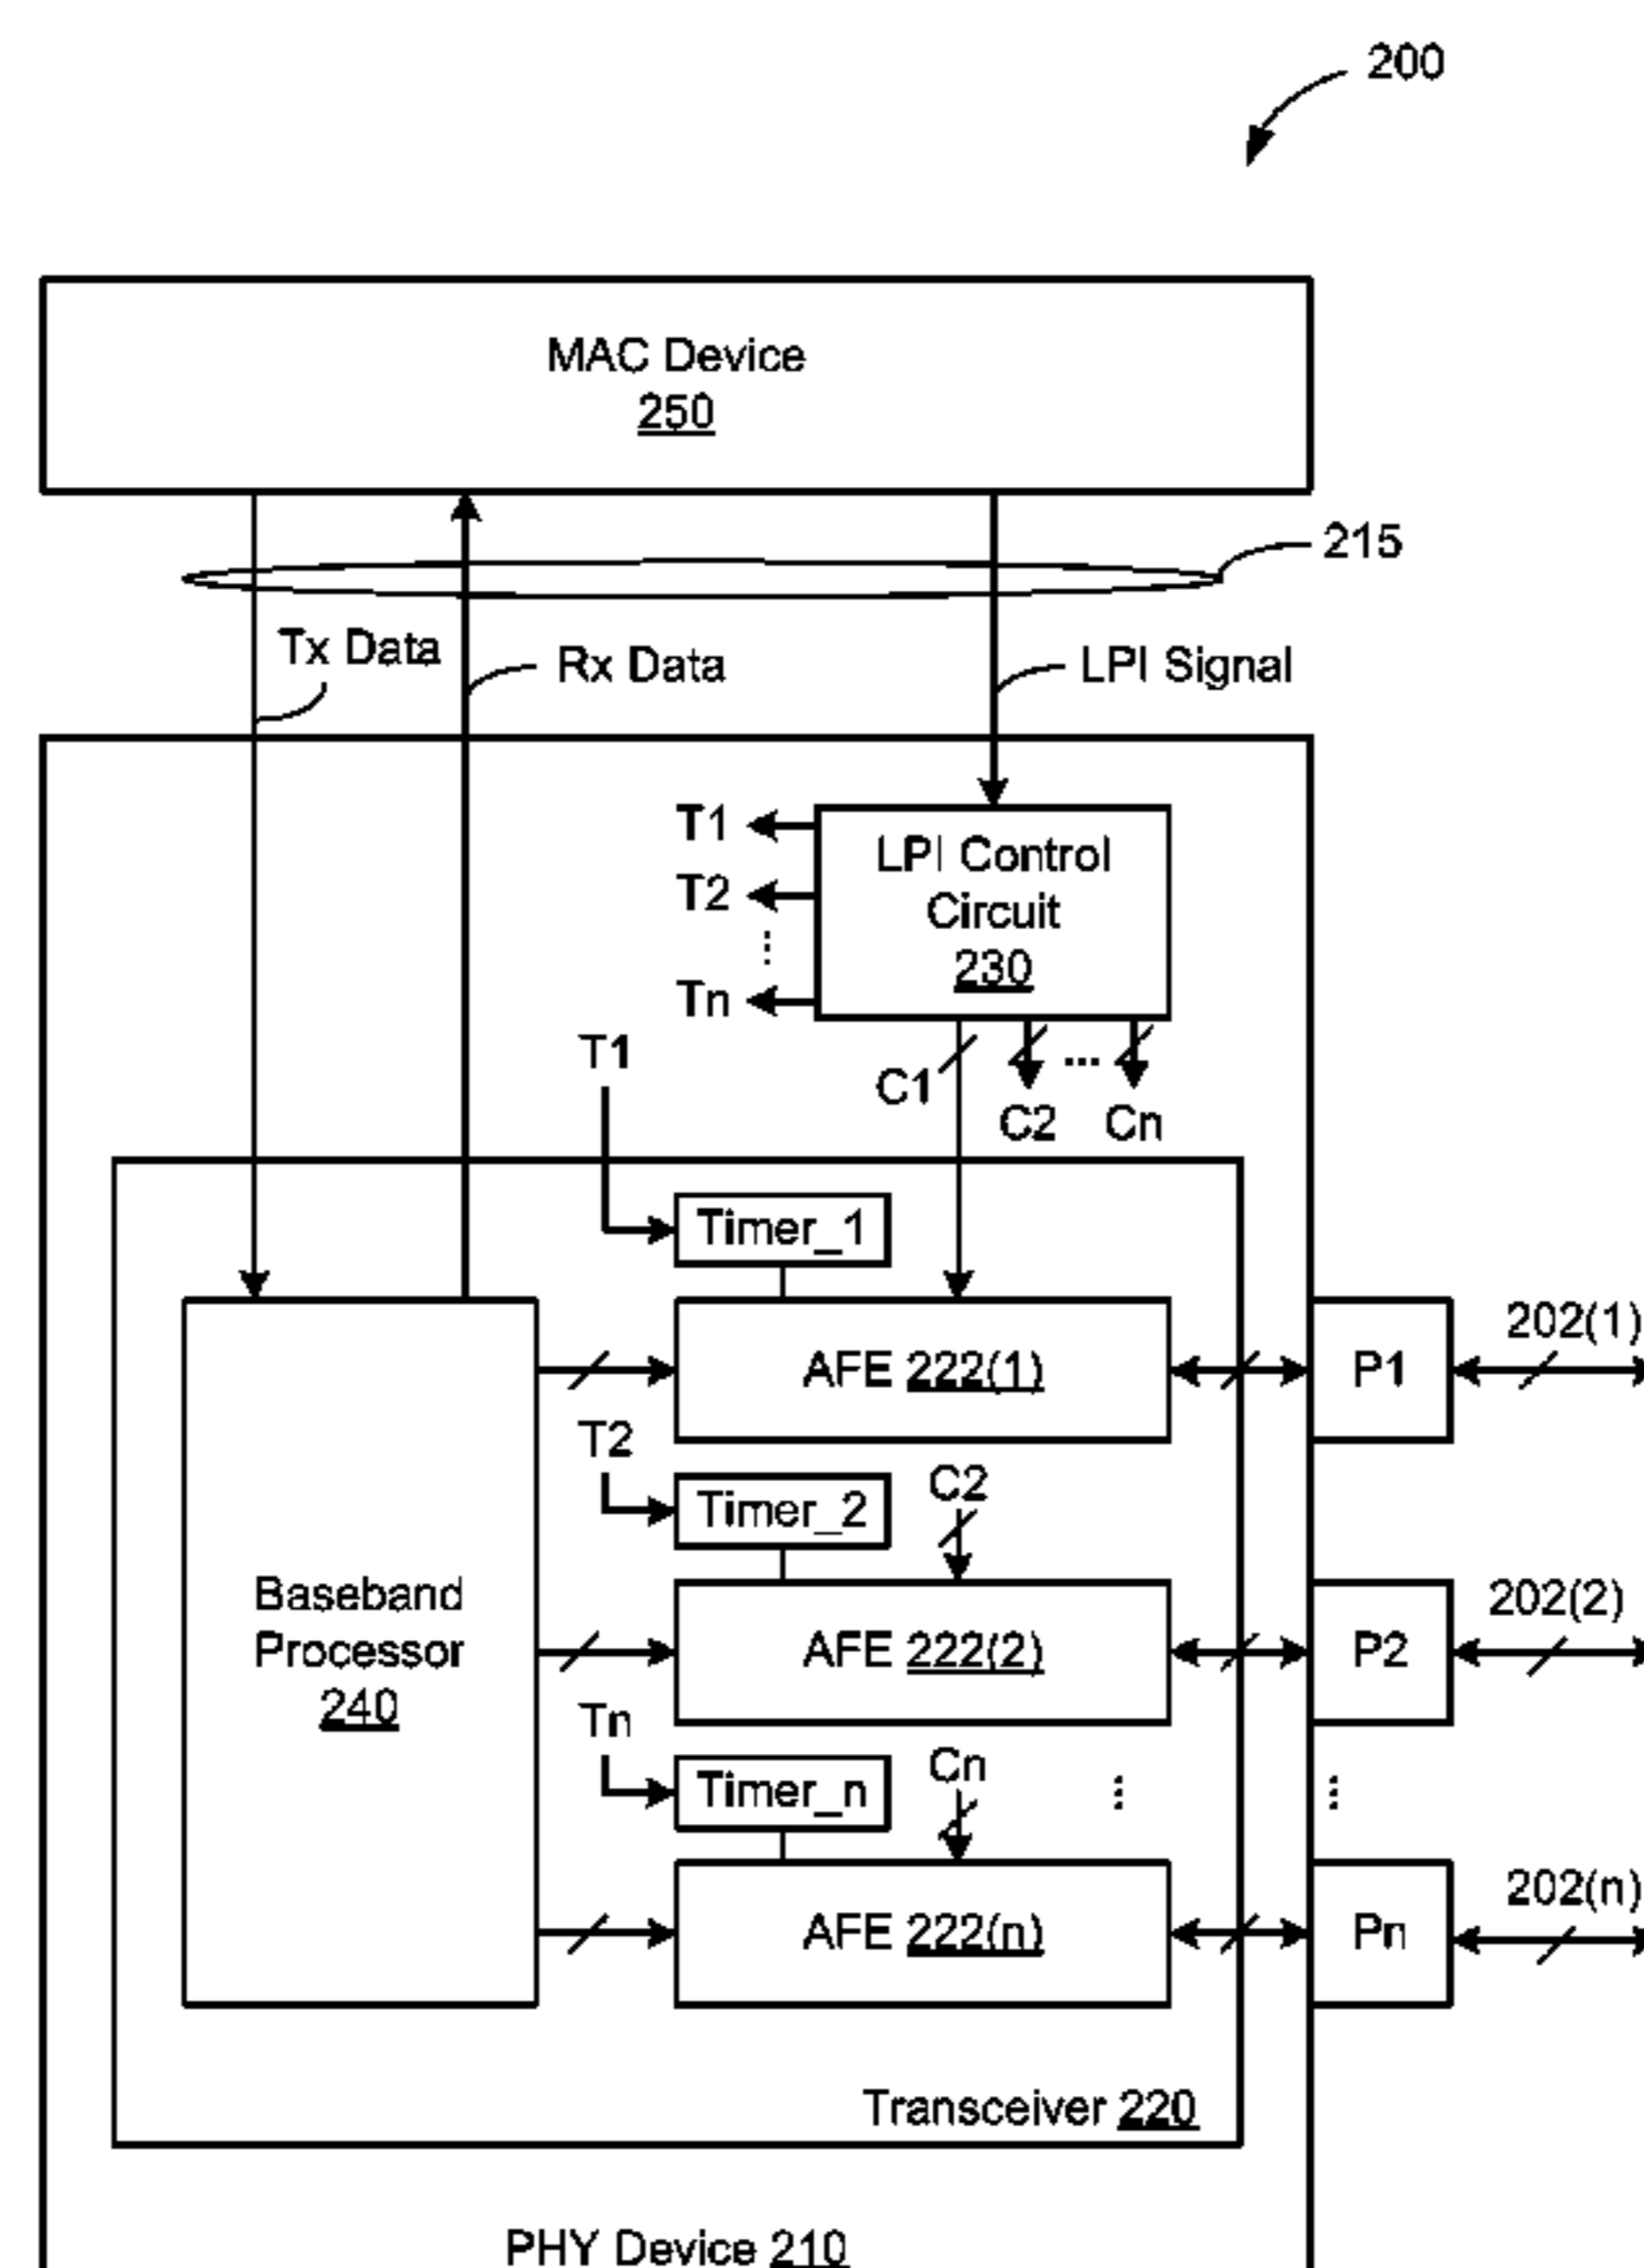 200
MAC Device
250
215
Tx Data
Rx Data
LPI Signal
T1
LPI Control
T2
Circuit
⋮
230
Tn
T1
C1
...
C2
Cn
Timer_1
202(1)
AFE 222(1)
P1
T2
C2
Timer_2
Baseband
Processor
240
202(2)
AFE 222(2)
P2
Tn
Cn
Timer_n
⋮
⋮
202(n)
AFE 222(n)
Pn
Transceiver 220
PHY Device 210